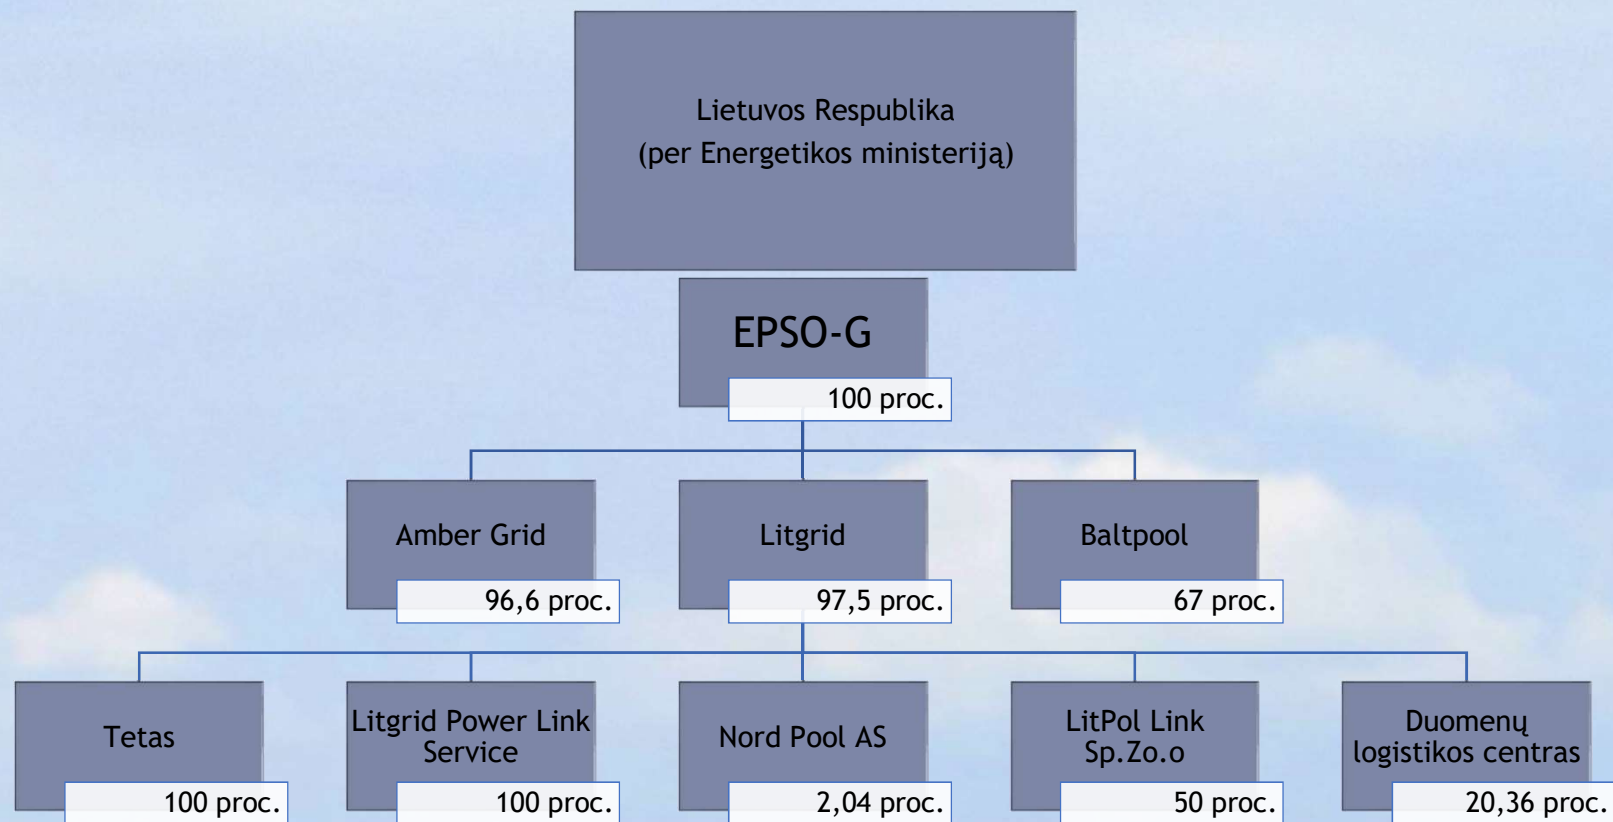 Lietuvos Respublika
(per Energetikos ministeriją)
EPSO-G
100 proc.
Amber Grid
96,6 proc.
Litgrid
97,5 proc.
Baltpool
67 proc.
Tetas
100 proc.
Litgrid Power Link
Service
100 proc.
Nord Pool AS
2,04 proc.
LitPol Link
Sp.Zo.o
50 proc.
Duomenų
logistikos centras
20,36 proc.